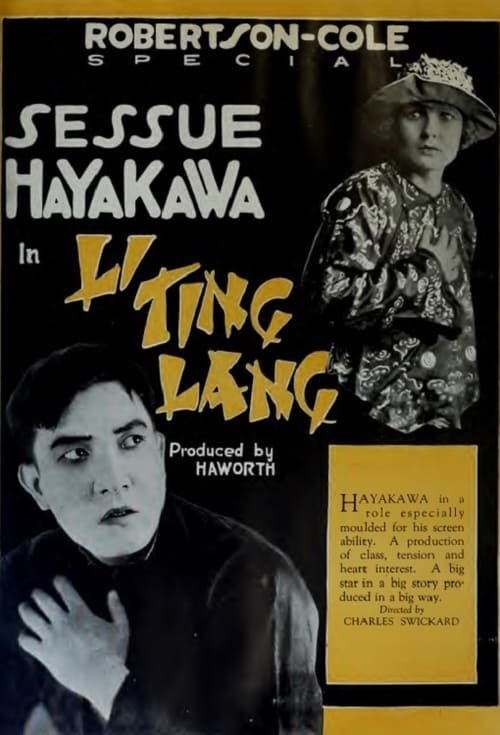 ROBERTSON-COLE
SPECIAL
SESSUE
HAYAKAWA
In
LI
TING
LANG
Produced by
HAWORTH
HAYAKAWA in a
role especially
moulded for his screen
ability. A production
of class, tension and
heart interest. A big
star in a big story pro-
duced in a big way.
Directed by
CHARLES SWICKARD